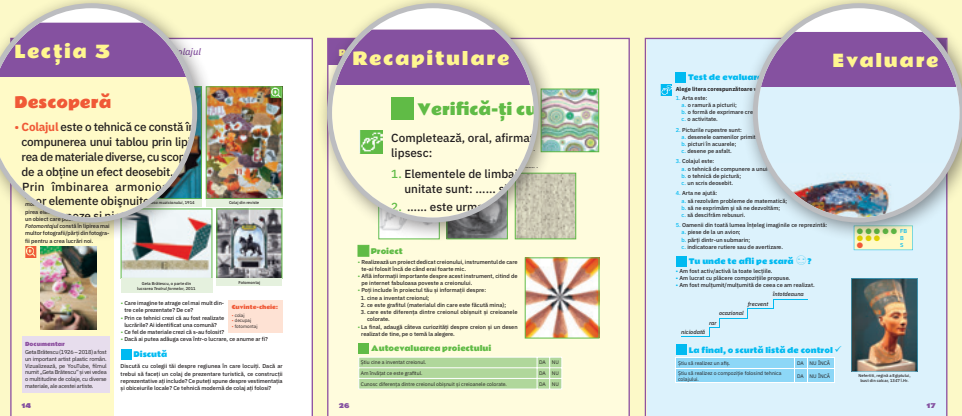 Lecția 3
olajul
Descoperă
• Colajul este o tehnică ce constă în
compunerea unui tablou prin lipi
rea de materiale diverse, cu scop
de a obține un efect deosebit.
Prin îmbinarea armonio
or elemente obișnuite
un obiect care
Fotomontajul constă în lipirea mai
multor fotografii/părți din fotogra-
fii pentru a crea lucrări noi.
Colaj din reviste
Geta Brătescu, o parte din
lucrarea Jocul formelor, 2011
Fotomontaj
• Care imagine te atrage cel mai mult din-
tre cele prezentate? De ce?
• Prin ce tehnici crezi că au fost realizate
lucrările? Ai identificat una comună?
• Ce fel de materiale crezi că s-au folosit?
• Dacă ai putea adăuga ceva într-o lucrare, ce anume ar fi?
Cuvinte-cheie:
- colaj
- decupaj
- fotomontaj
Documentar
Geta Brătescu (1926 – 2018) a fost
un important artist plastic român.
Vizualizează, pe YouTube, filmul
numit „Geta Brătescu” și vei vedea
o multitudine de colaje, cu diverse
materiale, ale acestei artiste.
Discută
Discută cu colegii tăi despre regiunea în care locuiți. Dacă ar
trebui să faceți un colaj de prezentare turistică, ce construcții
reprezentative ați include? Ce puteți spune despre vestimentația
și obiceiurile locale? Ce tehnică modernă de colaj ați folosi?
14
Recapitulare
Verifică-ți cu
Completează, oral, afirmaț
lipsesc:
1. Elementele de limbaj
unitate sunt: ...... ș
2. ...... este urm
Proiect
• Realizează un proiect dedicat creionului, instrumentul de care
te-ai folosit încă de când erai foarte mic.
• Află informații importante despre acest instrument, citind de
pe internet fabuloasa poveste a creionului.
• Poți include în proiectul tău și informații despre:
1. cine a inventat creionul;
2. ce este grafitul (materialul din care este făcută mina);
3. care este diferența dintre creionul obișnuit și creioanele
colorate.
• La final, adaugă câteva curiozități despre creion și un desen
realizat de tine, pe o temă la alegere.
Autoevaluarea proiectului
Știu cine a inventat creionul. DA NU
Am învățat ce este grafitul. DA NU
Cunosc diferența dintre creionul obișnuit și creioanele colorate. DA NU
26
Evaluare
Test de evaluare
Alege litera corespunzătoare
1. Arta este:
a. o ramură a picturii;
b. o formă de exprimare cre
c. o activitate.
2. Picturile rupestre sunt:
a. desenele oamenilor primi
b. picturi în acuarele;
c. desene pe asfalt.
3. Colajul este:
a. o tehnică de compunere a unui
b. o tehnică de pictură;
c. un scris deosebit.
4. Arta ne ajută:
a. să rezolvăm probleme de matematică;
b. să ne exprimăm și să ne dezvoltăm;
c. să descifrăm rebusuri.
5. Oamenii din toată lumea înțeleg imaginile ce reprezintă:
a. piese de la un avion;
b. părți dintr-un submarin;
c. indicatoare rutiere sau de avertizare.
FB
B
S
Tu unde te afli pe scară ?
• Am fost activ/activă la toate lecțiile.
• Am lucrat cu plăcere compozițiile propuse.
• Am fost mulțumit/mulțumită de ceea ce am realizat.
întotdeauna
frecvent
ocazional
rar
niciodată
La final, o scurtă listă de control
Știu să realizez un afiș. DA NU ÎNCĂ
Știu să realizez o compoziție folosind tehnica
colajului. DA NU ÎNCĂ
Nefertiti, regină a Egiptului,
bust din calcar, 1347 î.Hr.
17